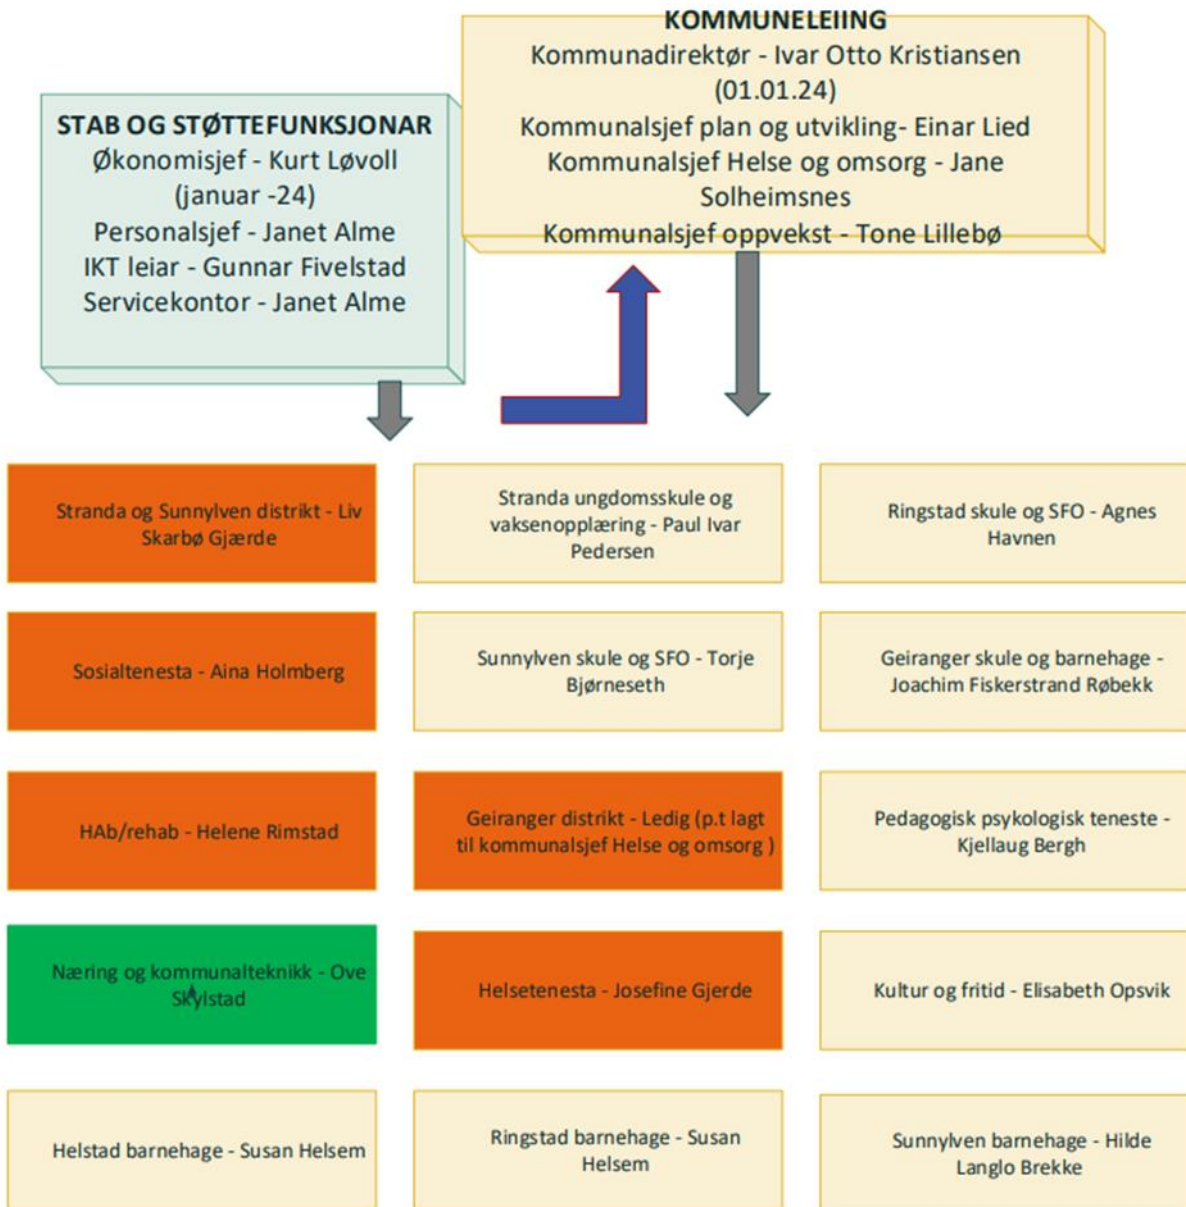 KOMMUNELEIING
Kommunadirektør - Ivar Otto Kristiansen
(01.01.24)
Kommunalsjef plan og utvikling- Einar Lied
Kommunalsjef Helse og omsorg - Jane
Solheimsnes
Kommunalsjef oppvekst - Tone Lillebø
STAB OG STØTTEFUNKSJONAR
Økonomisjef - Kurt Løvoll
(januar -24)
Personalsjef - Janet Alme
IKT leiar - Gunnar Fivelstad
Servicekontor - Janet Alme
Stranda og Sunnylven distrikt - Liv
Skarbø Gjærde
Stranda ungdomsskule og
vaksenopplæring - Paul Ivar
Pedersen
Ringstad skule og SFO - Agnes
Havnen
Sosialtenesta - Aina Holmberg
Sunnylven skule og SFO - Torje
Bjørneseth
Geiranger skule og barnehage -
Joachim Fiskerstrand Røbekk
HAb/rehab - Helene Rimstad
Geiranger distrikt - Ledig (p.t lagt
til kommunalsjef Helse og omsorg )
Pedagogisk psykologisk teneste -
Kjellaug Bergh
Næring og kommunalteknikk - Ove
Skylstad
Helsetenesta - Josefine Gjerde
Kultur og fritid - Elisabeth Opsvik
Helstad barnehage - Susan Helsem
Ringstad barnehage - Susan
Helsem
Sunnylven barnehage - Hilde
Langlo Brekke